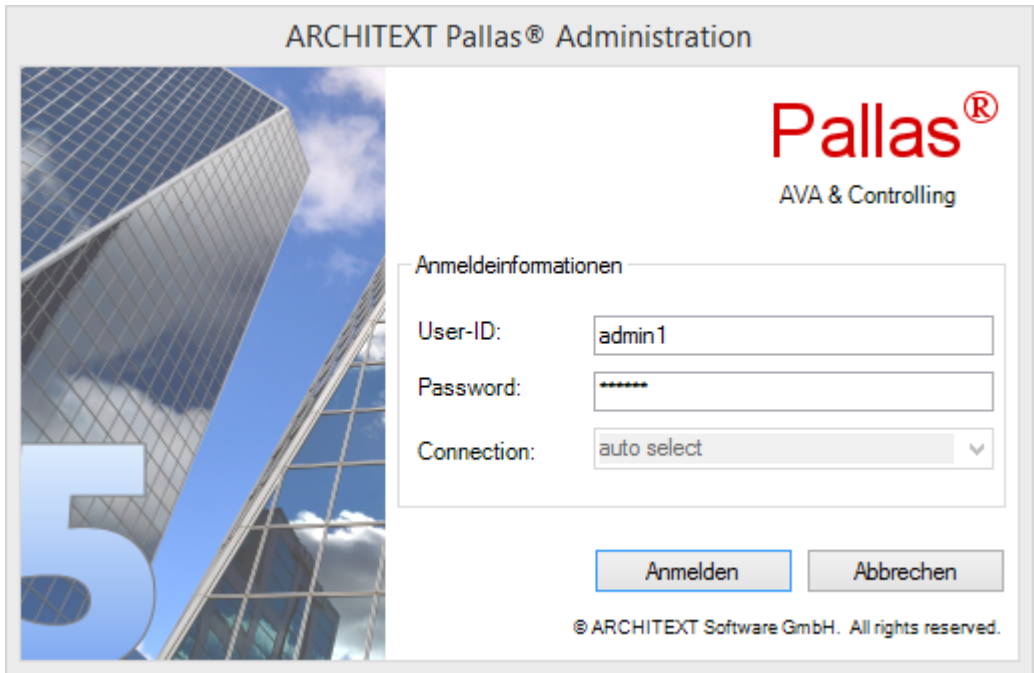 ARCHITEXT Pallas® Administration
Pallas®
AVA & Controlling
Anmeldeinformationen
User-ID: admin1
Password: ******
Connection: auto select
5
Anmelden Abbrechen
© ARCHITEXT Software GmbH. All rights reserved.